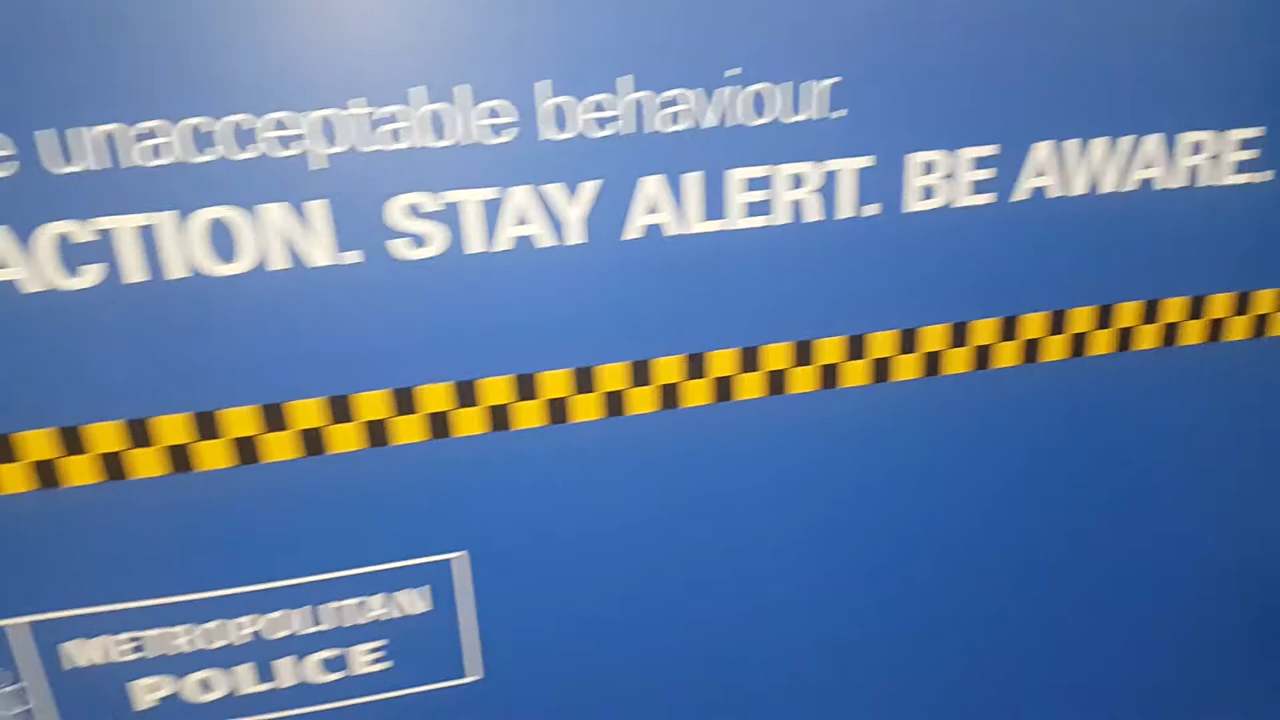 unacceptable behaviour.
ACTION. STAY ALERT. BE AWARE.
METROPOLITAN
POLICE